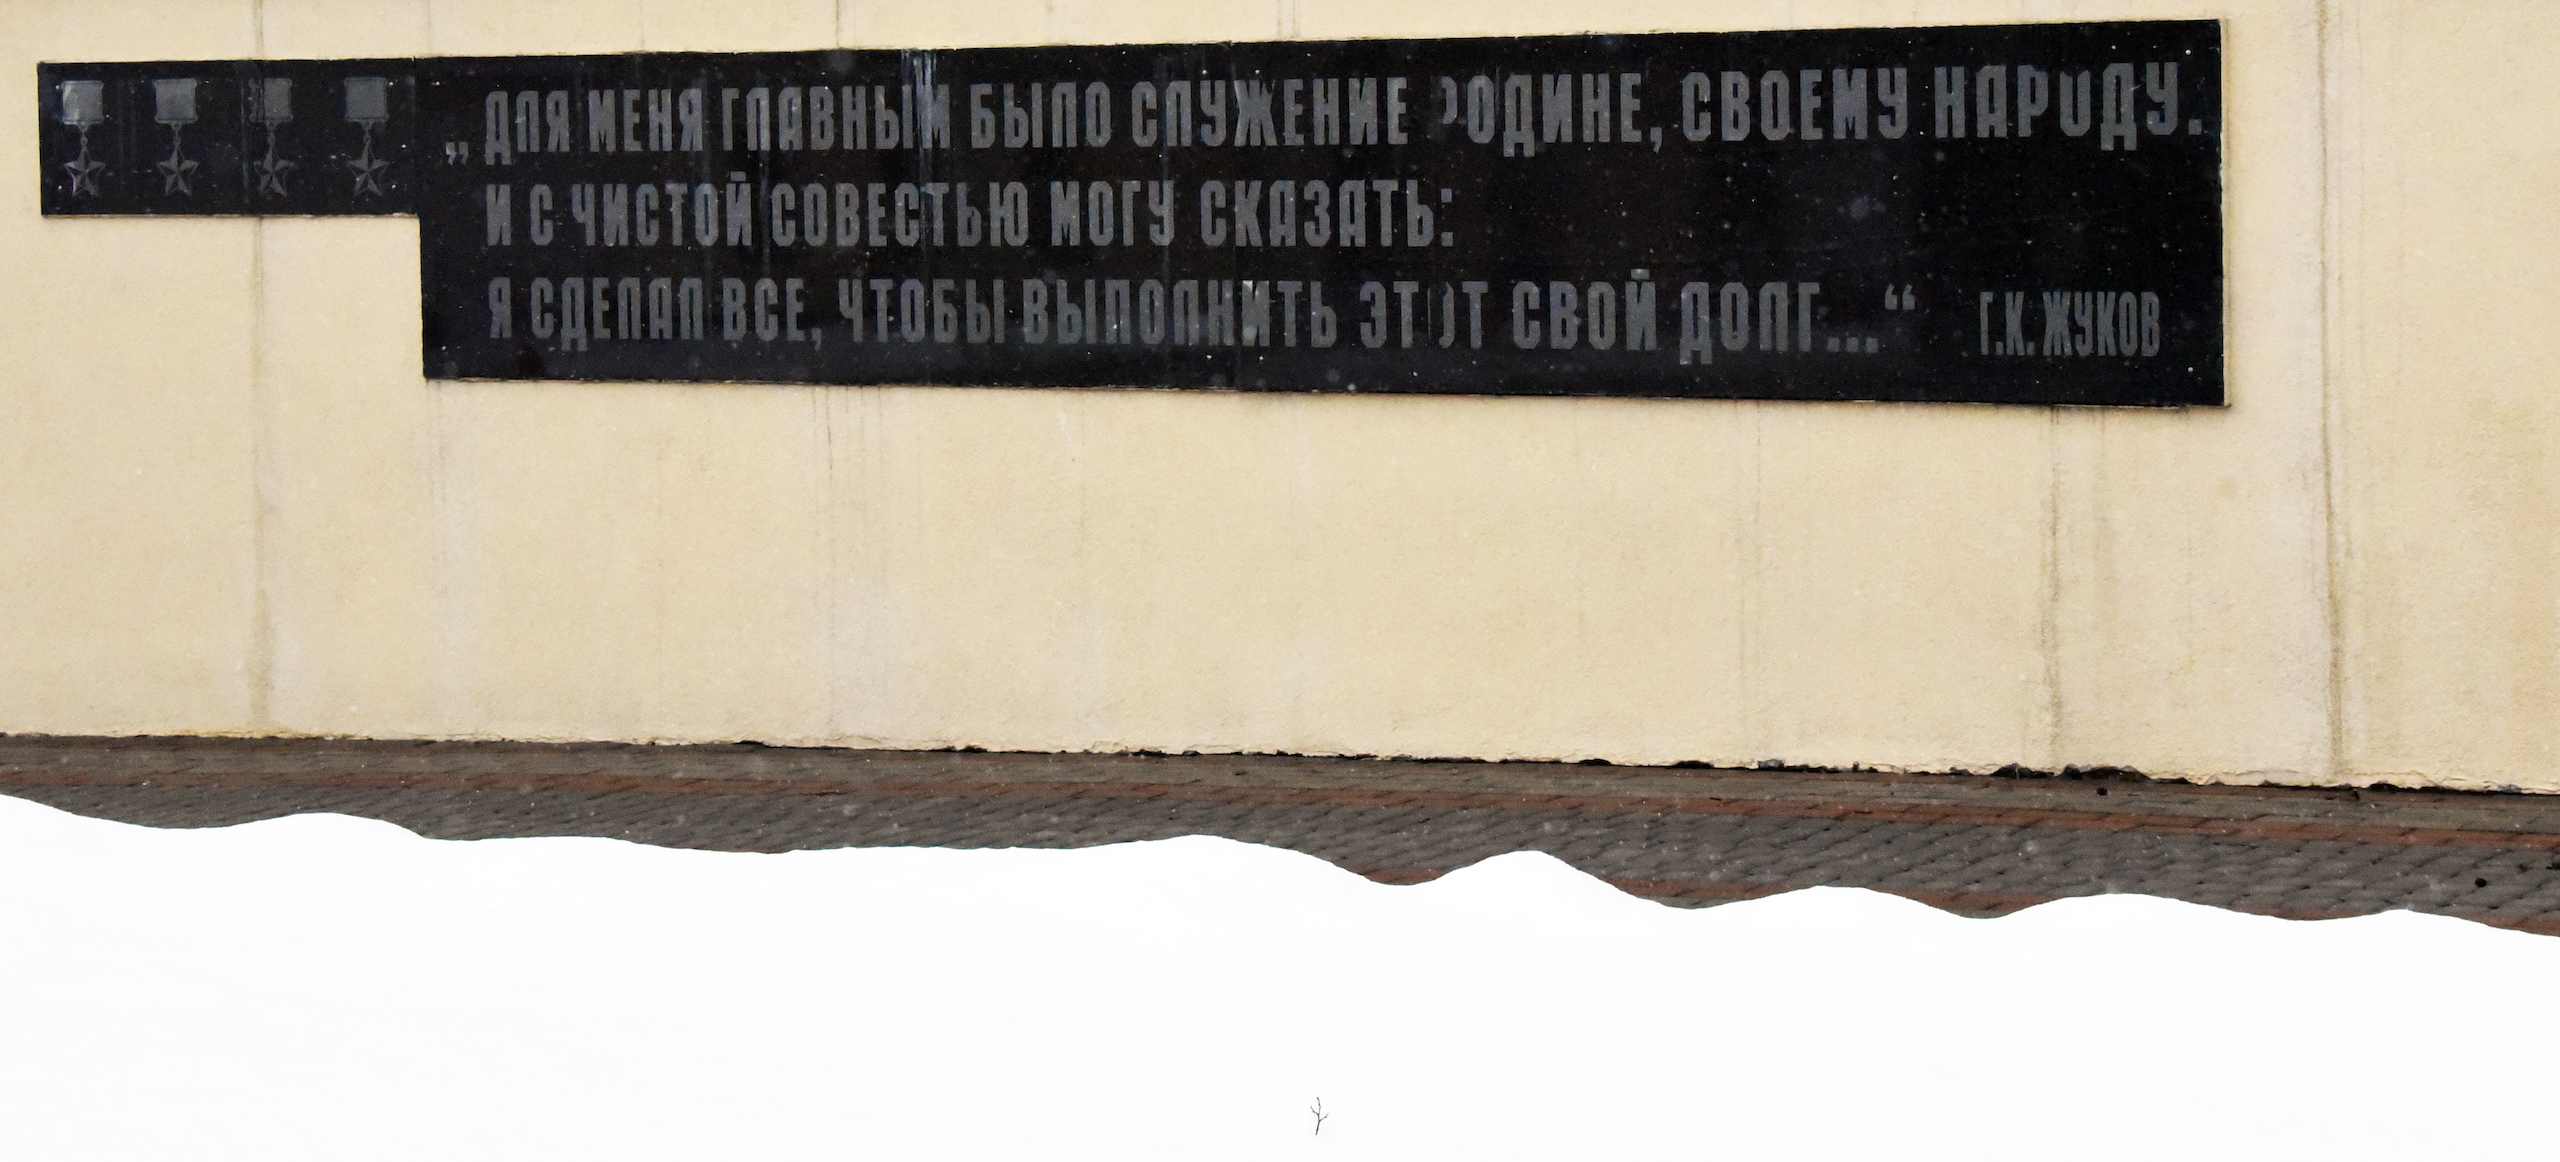 „ДЛЯ МЕНЯ ГЛАВНЫМ БЫЛО СЛУЖЕНИЕ РОДИНЕ, СВОЕМУ НАРОДУ.
И С ЧИСТОЙ СОВЕСТЬЮ МОГУ СКАЗАТЬ:
Я СДЕЛАЛ ВСЕ, ЧТОБЫ ВЫПОЛНИТЬ ЭТОТ СВОЙ ДОЛГ...“ Г.К. ЖУКОВ